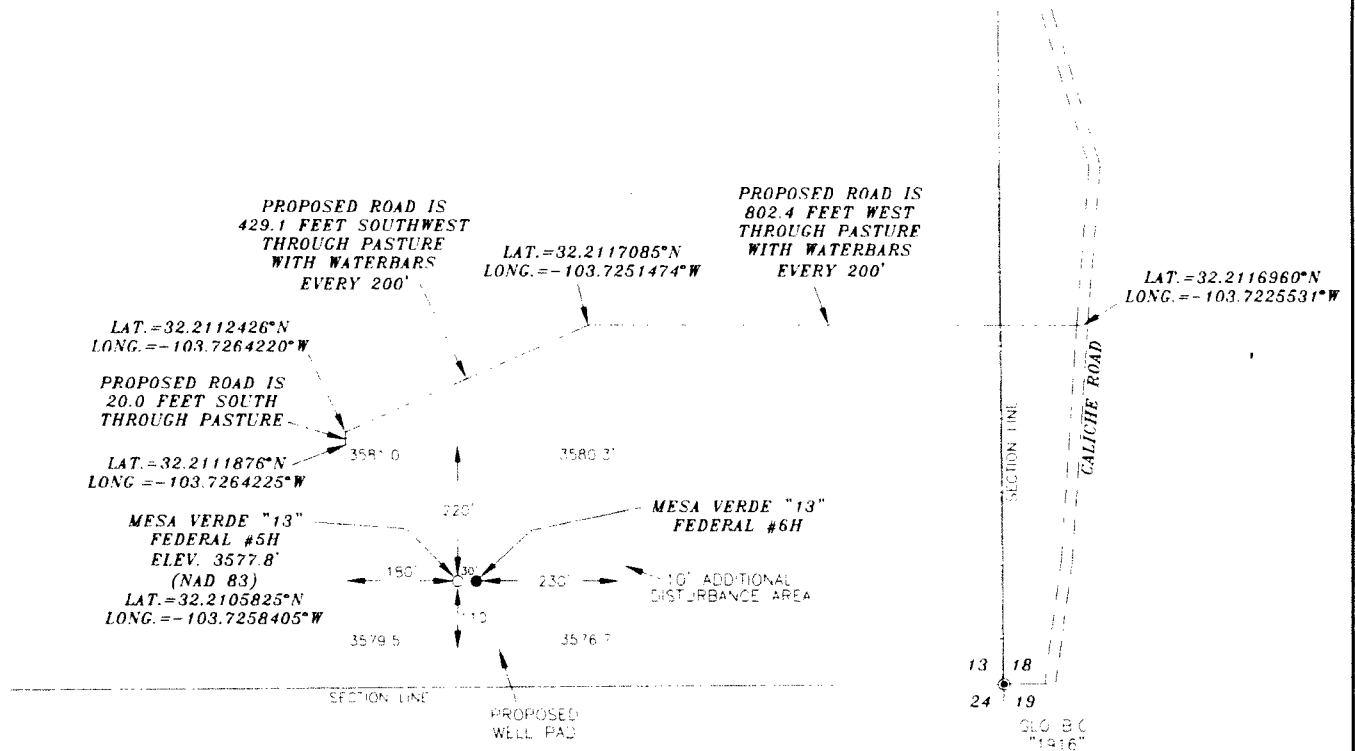 PROPOSED ROAD IS
429.1 FEET SOUTHWEST
THROUGH PASTURE
WITH WATERBARS
EVERY 200'
PROPOSED ROAD IS
802.4 FEET WEST
THROUGH PASTURE
WITH WATERBARS
EVERY 200'
LAT.=32.2117085°N
LONG.=-103.7251474°W
LAT.=32.2116960°N
LONG.=-103.7225531°W
LAT.=32.2112426°N
LONG.=-103.7264220°W
PROPOSED ROAD IS
20.0 FEET SOUTH
THROUGH PASTURE
LAT.=32.2111876°N
LONG =-103.7264225°W
3581.0
3580.3'
SECTION LINE
CALICHE ROAD
220'
MESA VERDE "13"
FEDERAL #5H
ELEV. 3577.8'
(NAD 83)
LAT.=32.2105825°N
LONG.=-103.7258405°W
MESA VERDE "13"
FEDERAL #6H
180'
30'
230'
10' ADDITIONAL
DISTURBANCE AREA
110
3579.5
3576.7
SECTION LINE
PROPOSED
WELL PAD
13 18
24 19
GLO B.C
"1916"